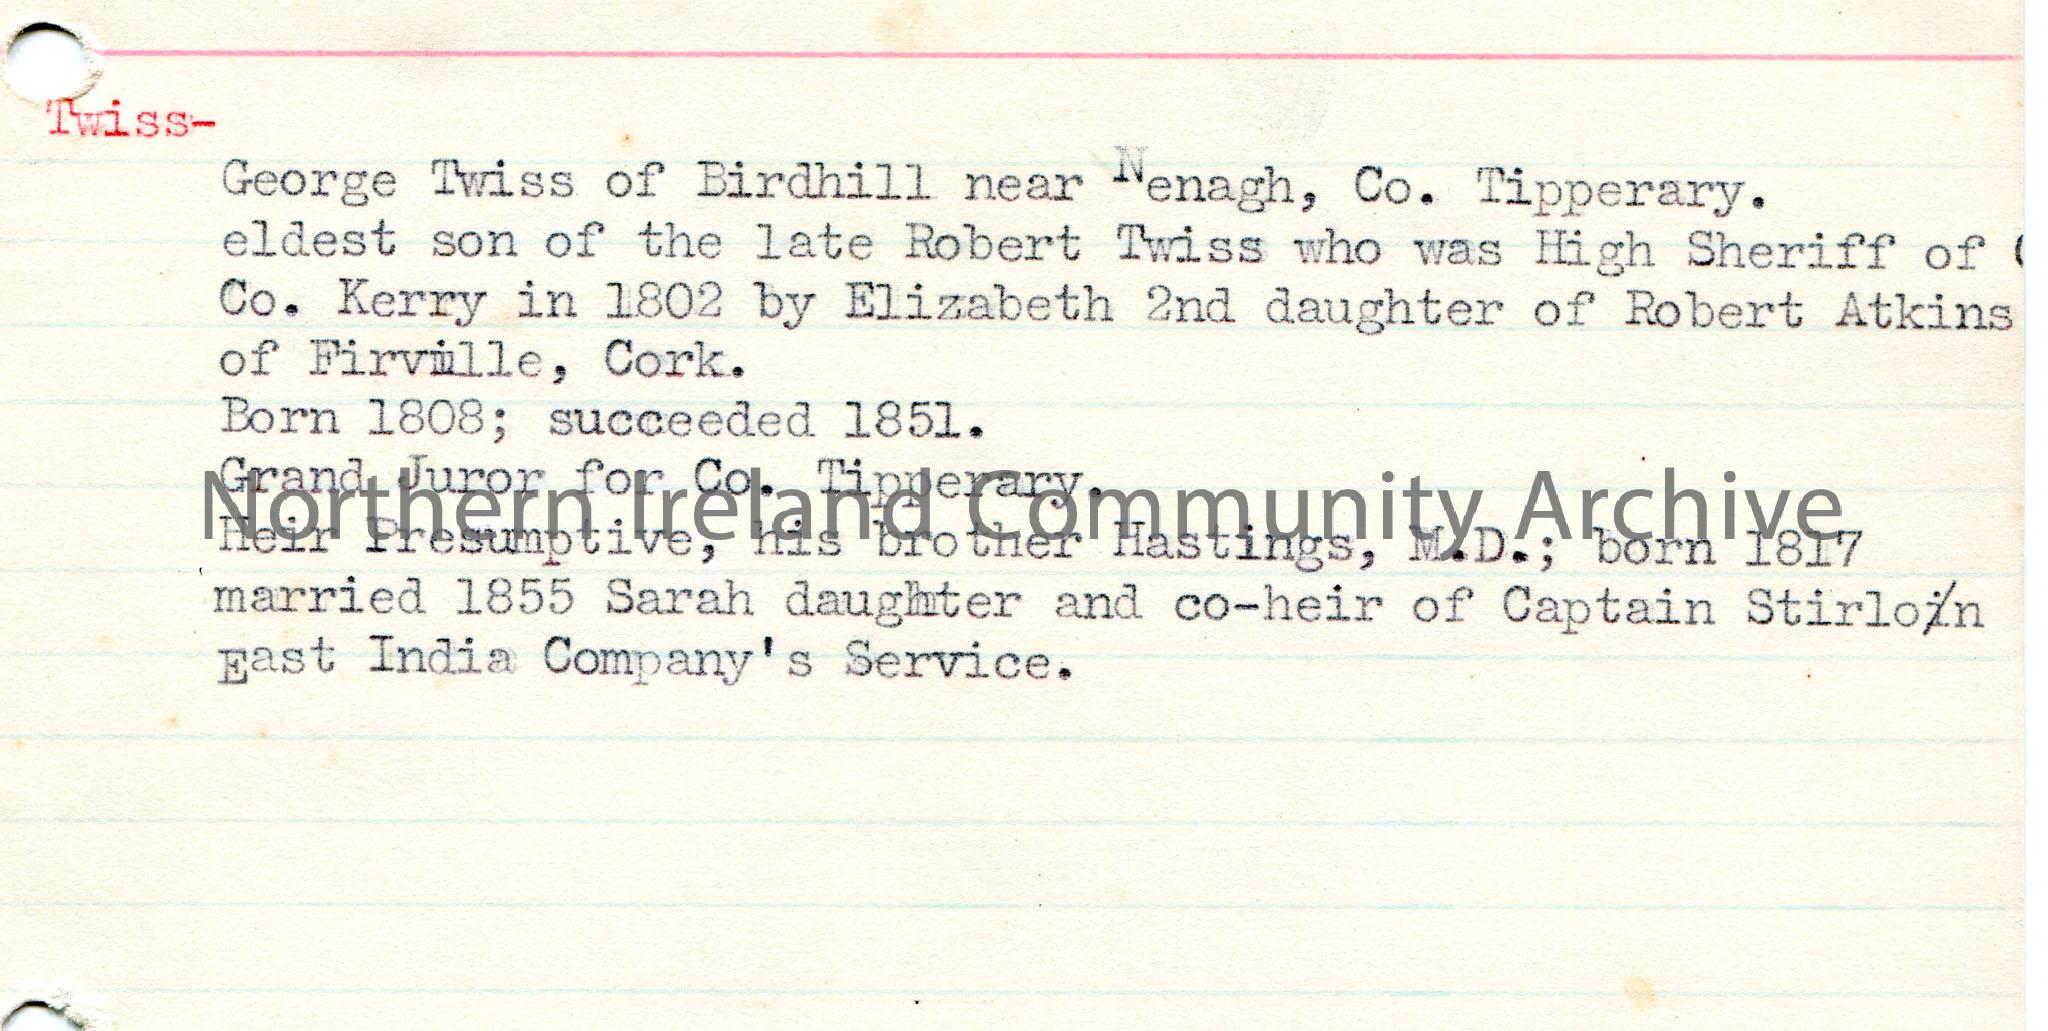 Twiss-
George Twiss of Birdhill near Nenagh, Co. Tipperary.
eldest son of the late Robert Twiss who was High Sheriff of
Co. Kerry in 1802 by Elizabeth 2nd daughter of Robert Atkins
of Firville, Cork.
Born 1808; succeeded 1851.
Grand Juror for Co. Tipperary.
Northern Ireland Community Archive
Heir Presumptive, his brother Hastings, M.D.; born 1817
married 1855 Sarah daughter and co-heir of Captain
East India Company's Service.